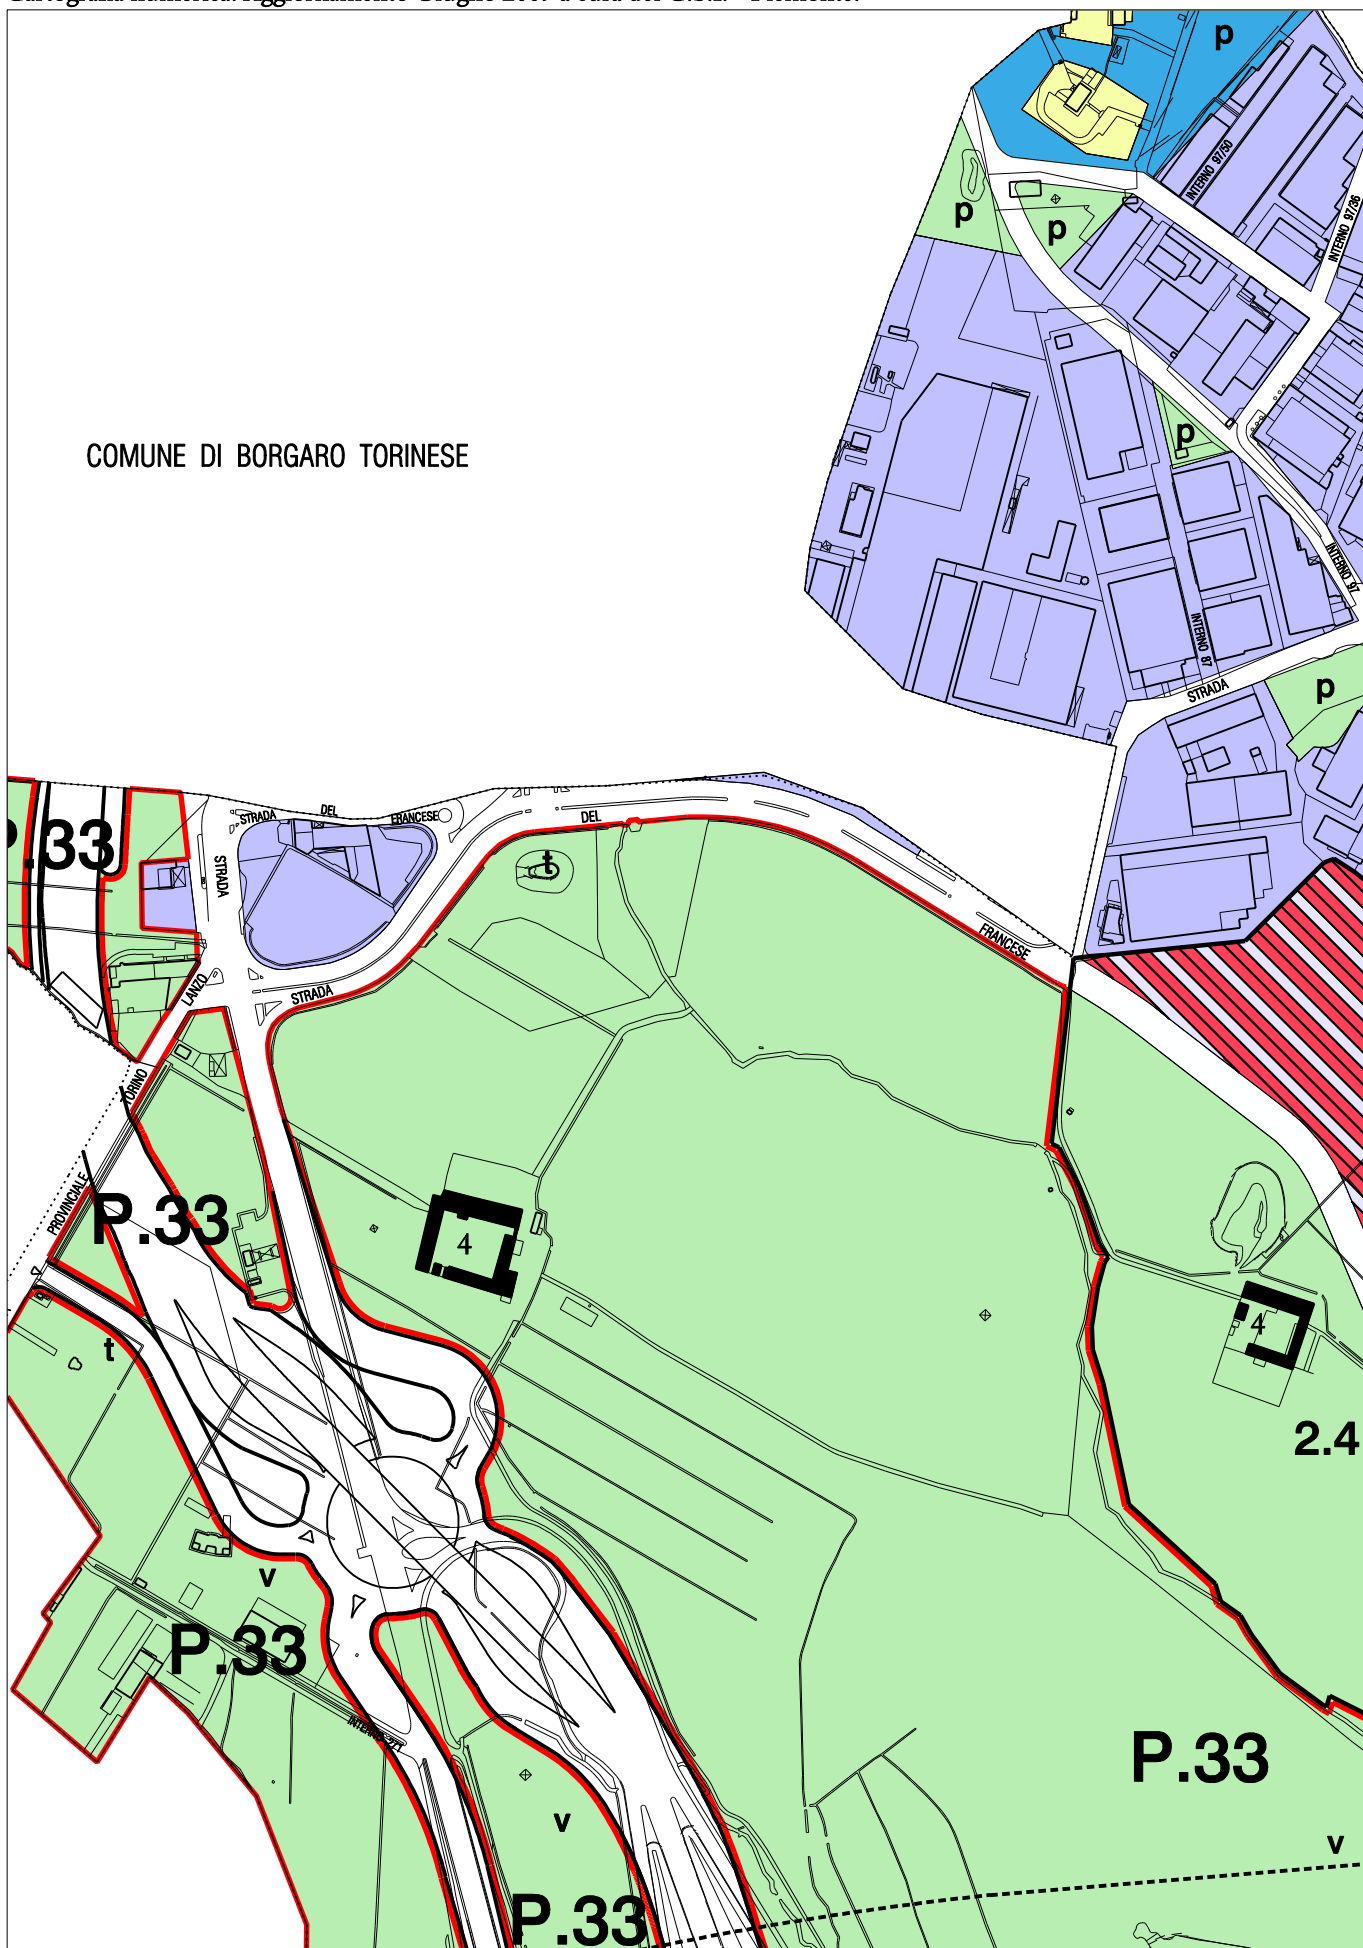 p
INTERNO 97/50
INTERNO 97/36
p
p
COMUNE DI BORGARO TORINESE
p
INTERNO 97
INTERNO 87
STRADA
p
STRADA
DEL
FRANCESE
DEL
P.33
STRADA
t
FRANCESE
LANZO
STRADA
TORINO
PROVINCIALE
P.33
4
4
t
2.4
v
P.33
P.33
v
v
P.33